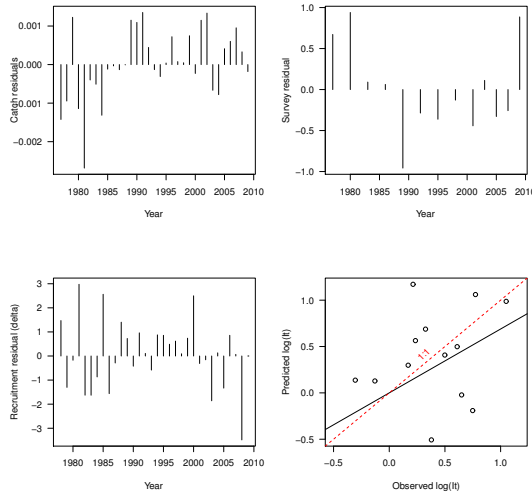 0.001
0.000
−0.001
−0.002
Catch residuals
1980 1985 1990 1995 2000 2005 2010
Year
1.0
0.5
0.0
−0.5
−1.0
Survey residual
1980 1985 1990 1995 2000 2005 2010
Year
3
2
1
0
−1
−2
−3
Recruitment residual (delta)
1980 1985 1990 1995 2000 2005 2010
Year
1.0
0.5
0.0
−0.5
Predicted log(It)
1:1
−0.5 0.0 0.5 1.0
Observed log(It)